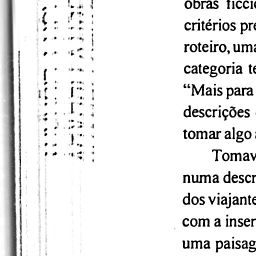 obras ficci
critérios pre
roteiro, uma
categoria te
“Mais para
descrições
tomar algo a
Tomav
numa descr
dos viajante
com a inser
uma paisag